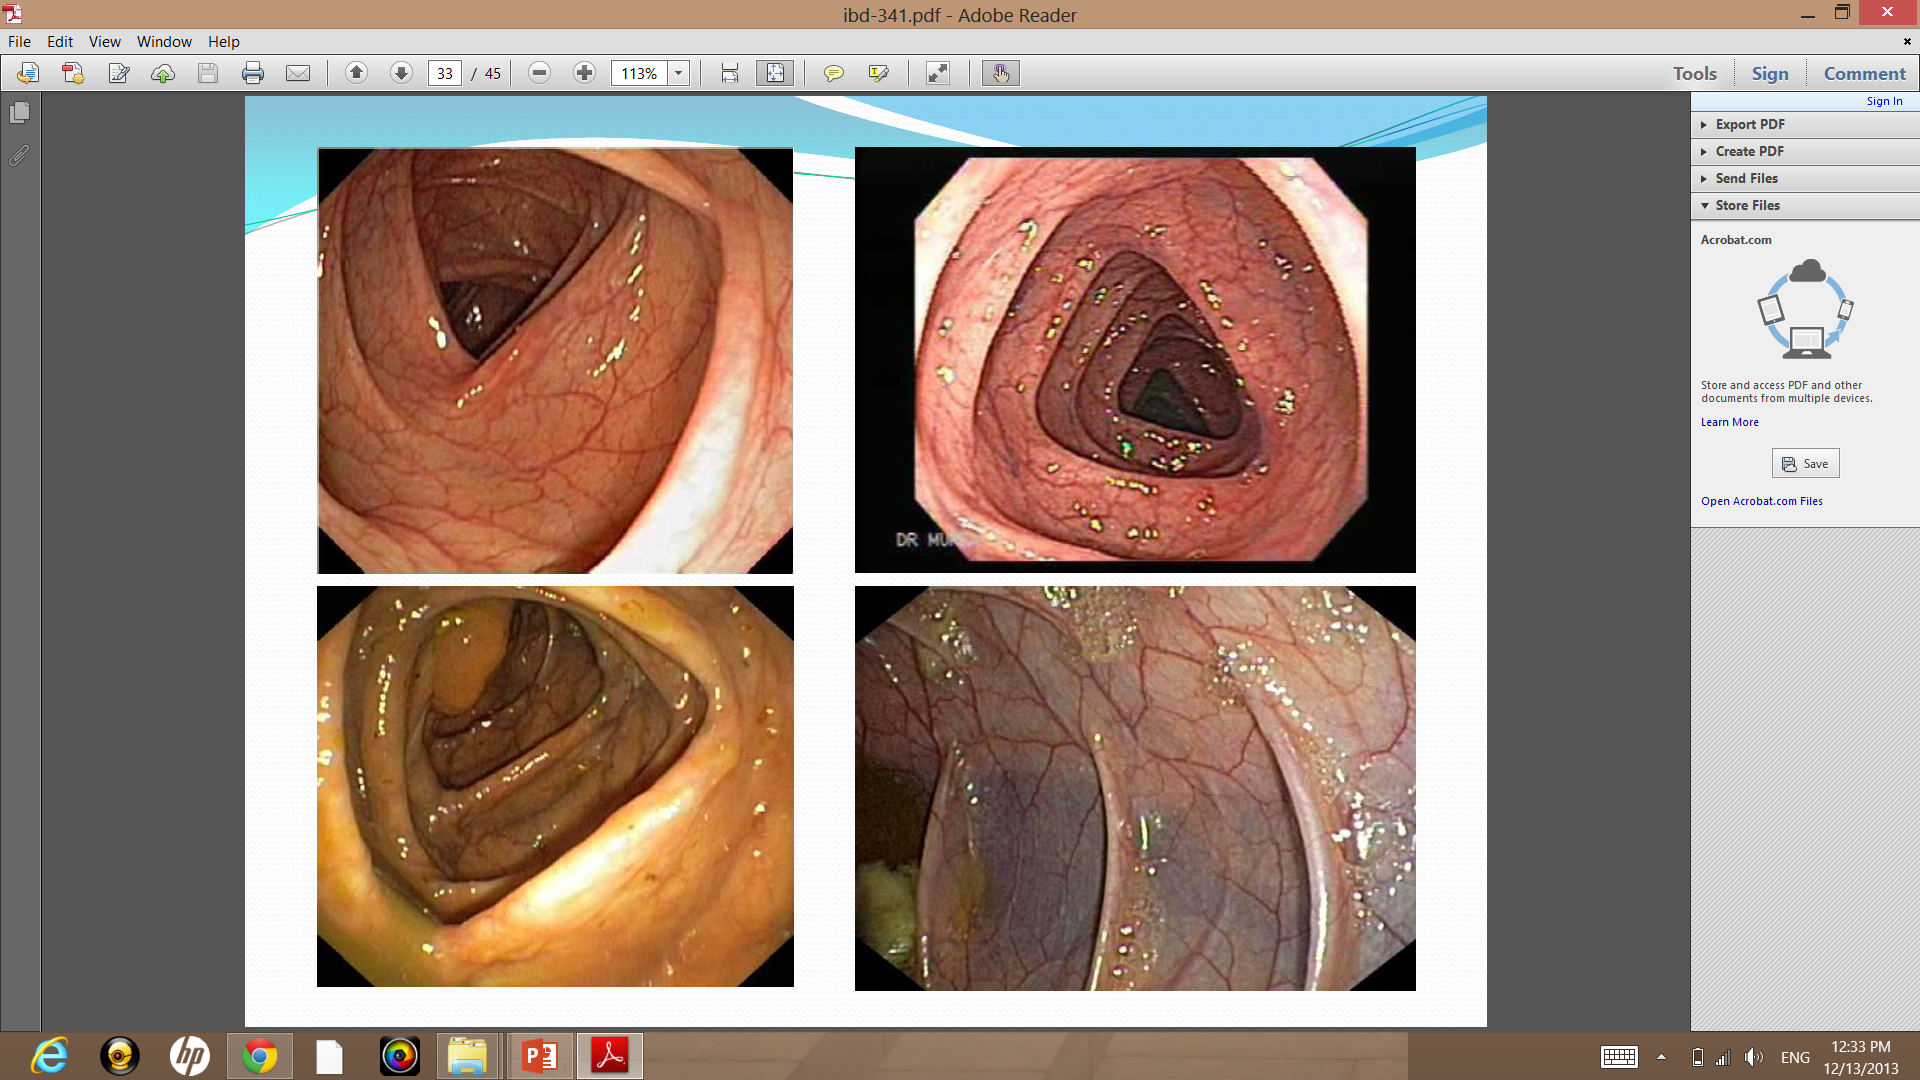 ibd-341.pdf - Adobe Reader
File Edit View Window Help
33 / 45 113% Tools Sign Comment
Sign In
Export PDF
Create PDF
Send Files
Store Files
Acrobat.com
Store and access PDF and other
documents from multiple devices.
Learn More
Save
Open Acrobat.com Files
DR
hp
ENG
12:33 PM
12/13/2013